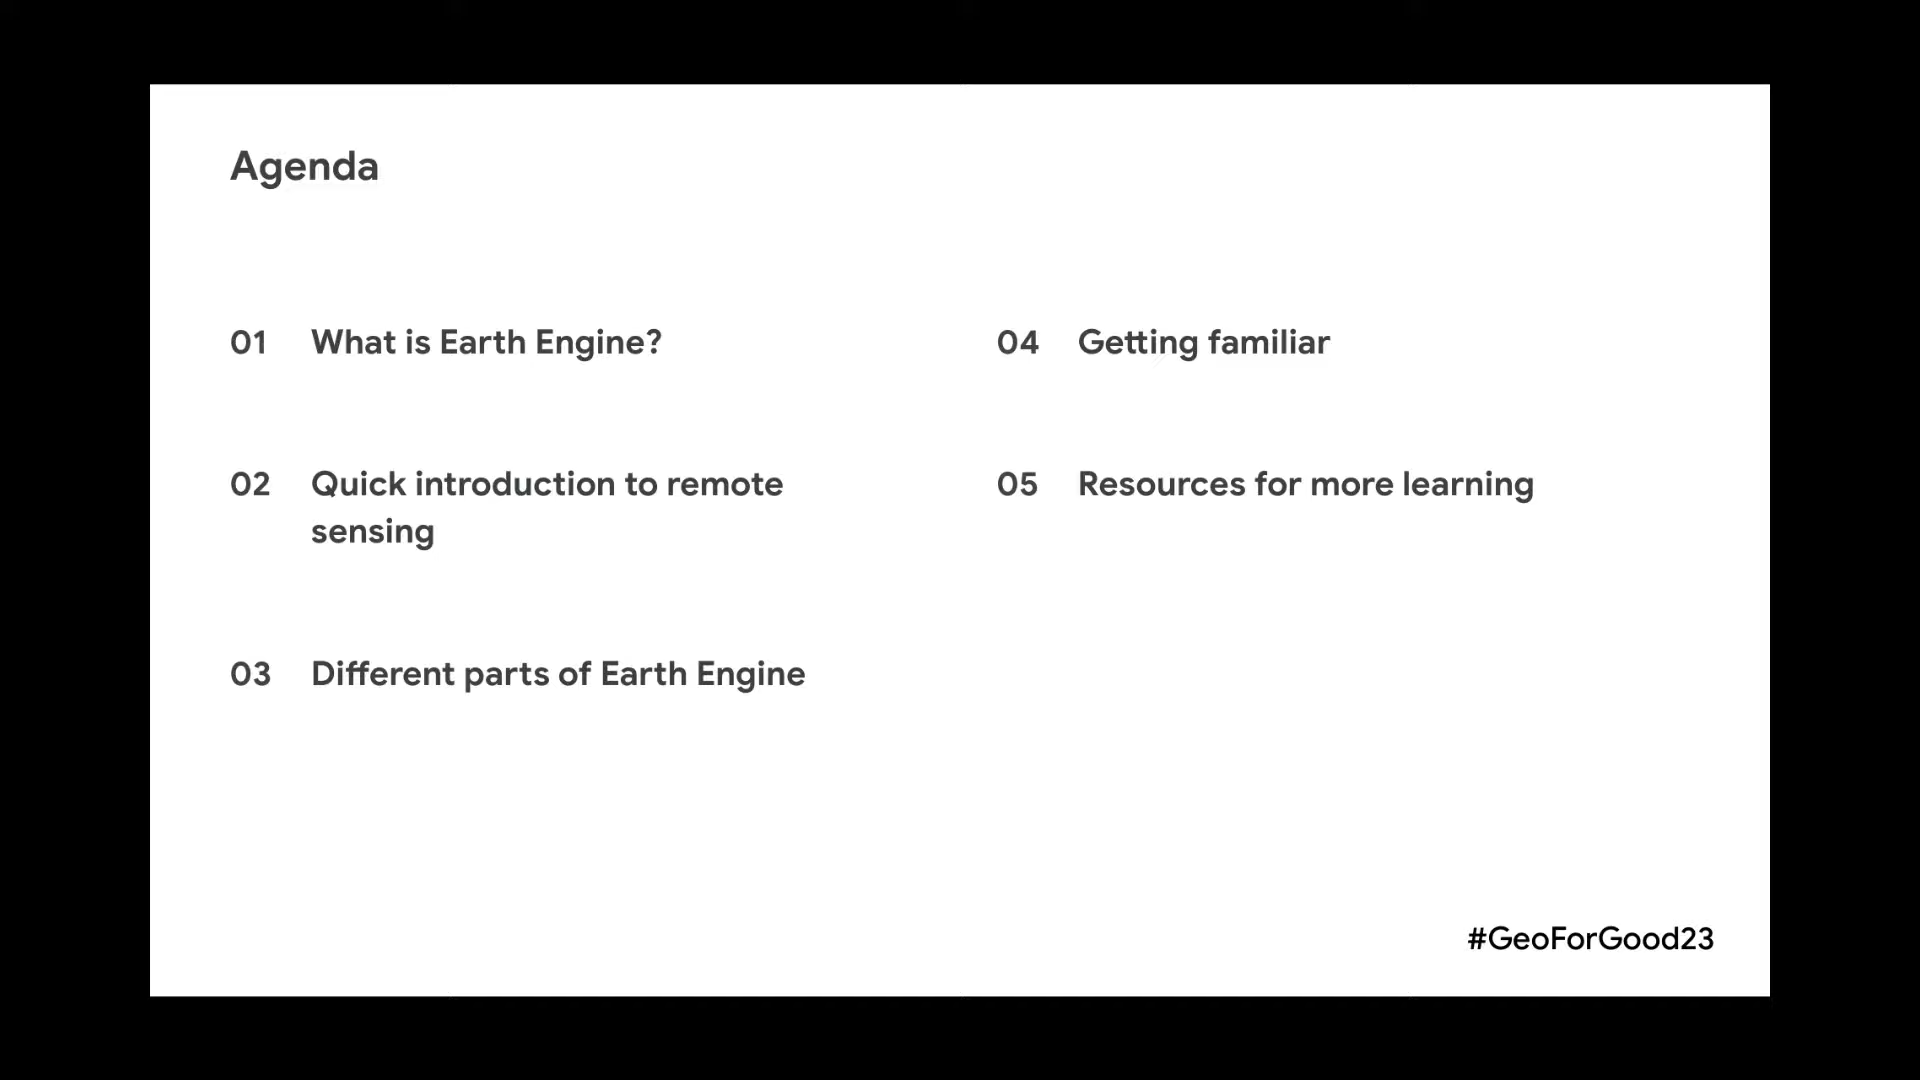 Agenda
01 What is Earth Engine?
02 Quick introduction to remote
sensing
03 Different parts of Earth Engine
04 Getting familiar
05 Resources for more learning
#GeoForGood23